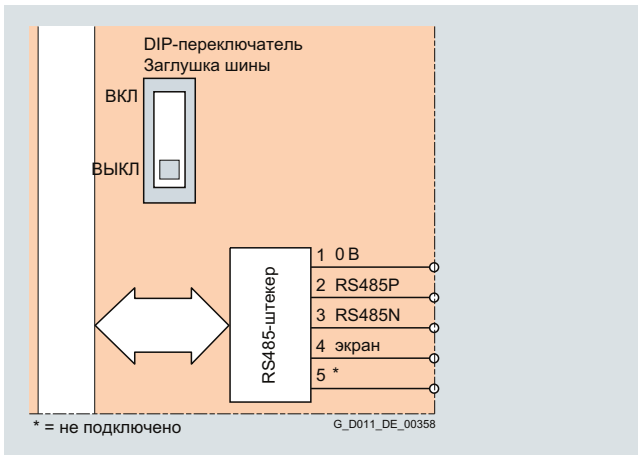 DIP-переключатель
Заглушка шины
ВКЛ
ВЫКЛ
RS485-штекер
1 0 В
2 RS485P
3 RS485N
4 экран
5 *
* = не подключено
G_D011_DE_00358